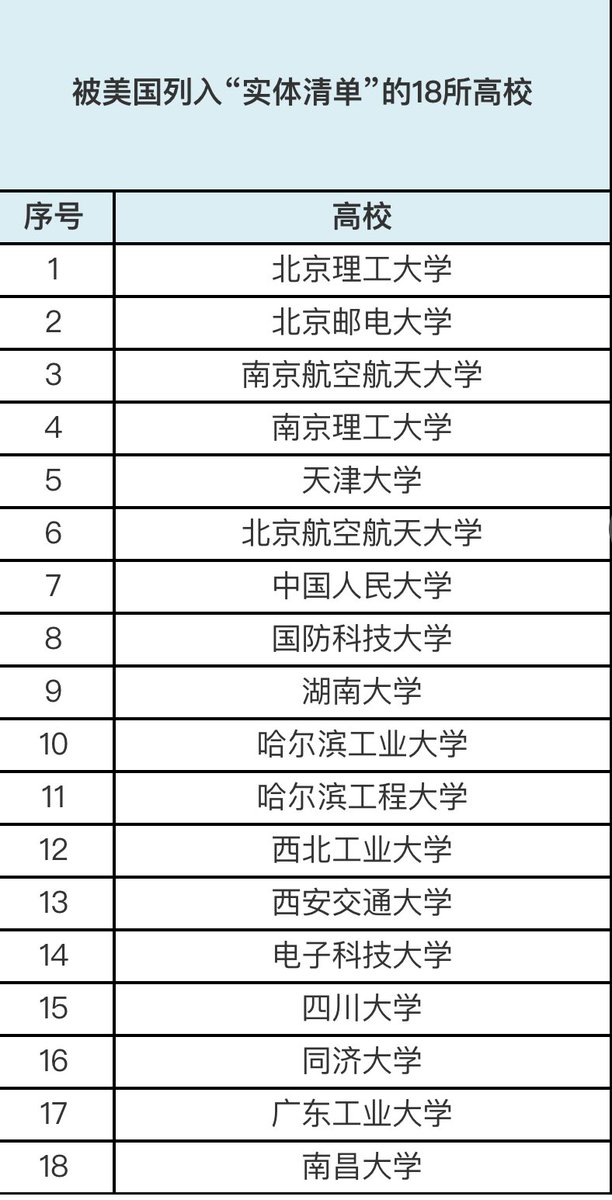 被美国列入“实体清单”的18所高校
序号 高校
1 北京理工大学
2 北京邮电大学
3 南京航空航天大学
4 南京理工大学
5 天津大学
6 北京航空航天大学
7 中国人民大学
8 国防科技大学
9 湖南大学
10 哈尔滨工业大学
11 哈尔滨工程大学
12 西北工业大学
13 西安交通大学
14 电子科技大学
15 四川大学
16 同济大学
17 广东工业大学
18 南昌大学